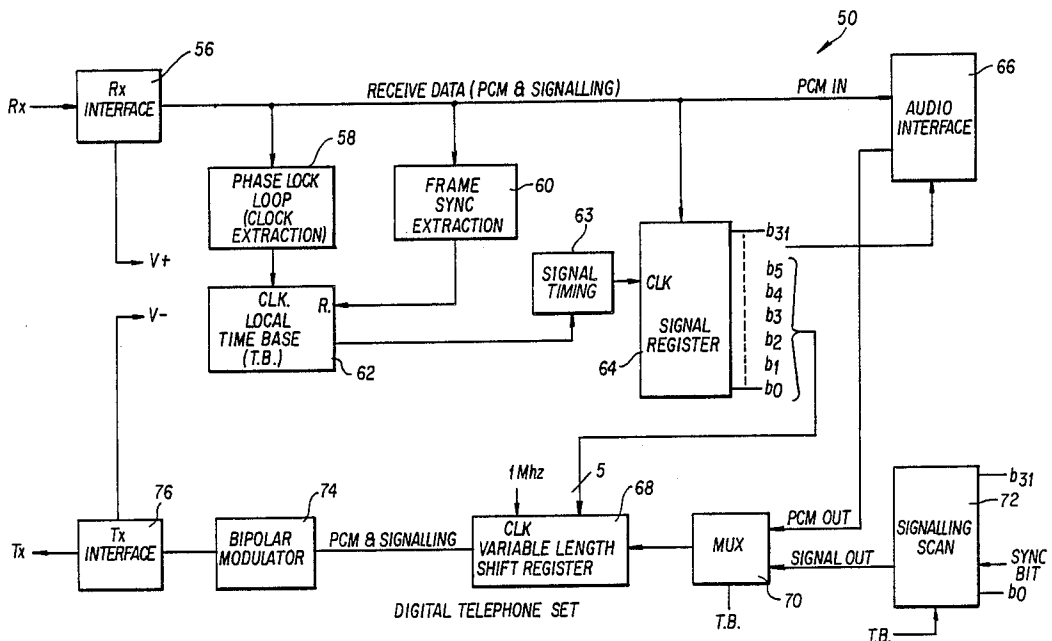 50
56
66
Rx
Rx
INTERFACE
RECEIVE DATA (PCM & SIGNALLING)
PCM IN
AUDIO
INTERFACE
58
PHASE LOCK
LOOP
(CLOCK
EXTRACTION)
FRAME
SYNC
EXTRACTION
60
63
V+
SIGNAL
TIMING
CLK
SIGNAL
REGISTER
64
b31
b5
b4
b3
b2
b1
b0
V-
CLK.
R.
LOCAL
TIME BASE
(T.B.)
62
1 Mhz
5
76
74
68
Tx
Tx
INTERFACE
BIPOLAR
MODULATOR
PCM & SIGNALLING
CLK
VARIABLE LENGTH
SHIFT REGISTER
MUX
70
PCM OUT
SIGNAL OUT
SIGNALLING
SCAN
72
b31
SYNC
BIT
b0
T.B.
T.B.
DIGITAL TELEPHONE SET